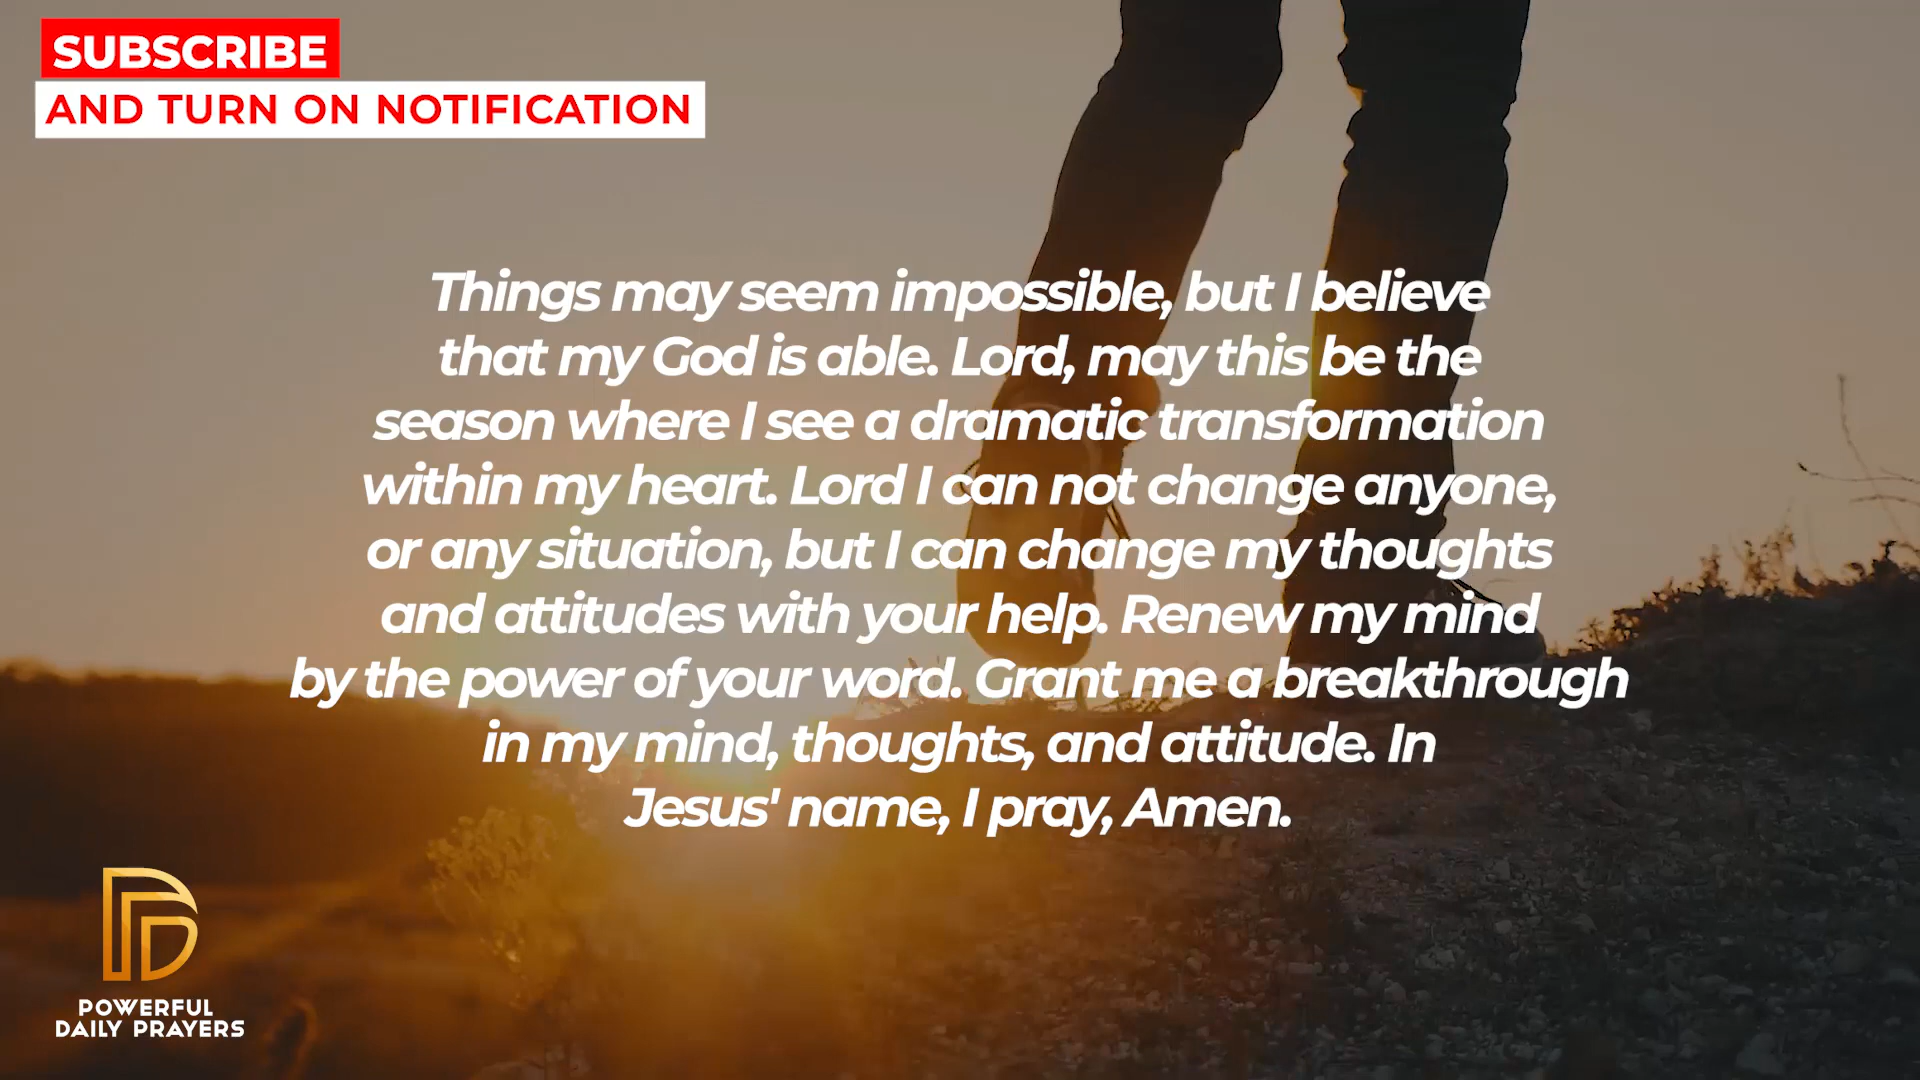 SUBSCRIBE
AND TURN ON NOTIFICATION
Things may seem impossible, but I believe
that my God is able. Lord, may this be the
season where I see a dramatic transformation
within my heart. Lord I can not change anyone,
or any situation, but I can change my thoughts
and attitudes with your help. Renew my mind
by the power of your word. Grant me a breakthrough
in my mind, thoughts, and attitude. In
Jesus' name, I pray, Amen.
POWERFUL
DAILY PRAYERS